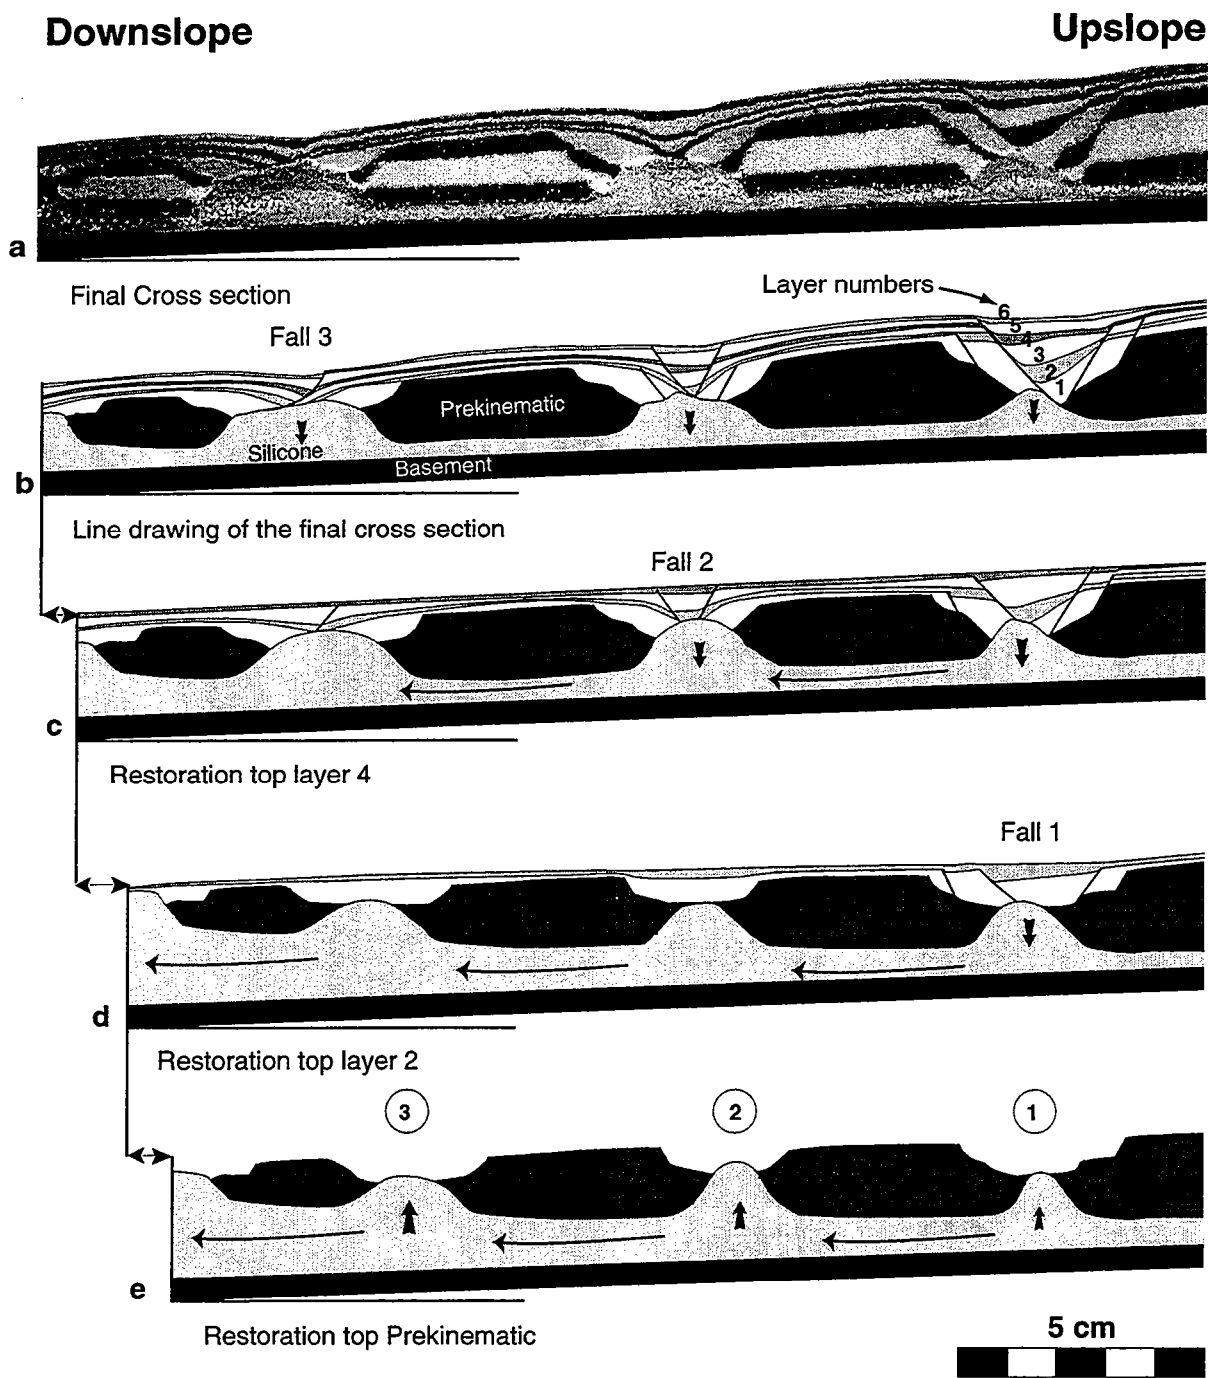 Downslope
Upslope
a
Final Cross section
Layer numbers
Fall 3
6
5
4
3
2
1
Prekinematic
Silicone
Basement
b
Line drawing of the final cross section
Fall 2
c
Restoration top layer 4
Fall 1
d
Restoration top layer 2
3
2
1
e
Restoration top Prekinematic
5 cm